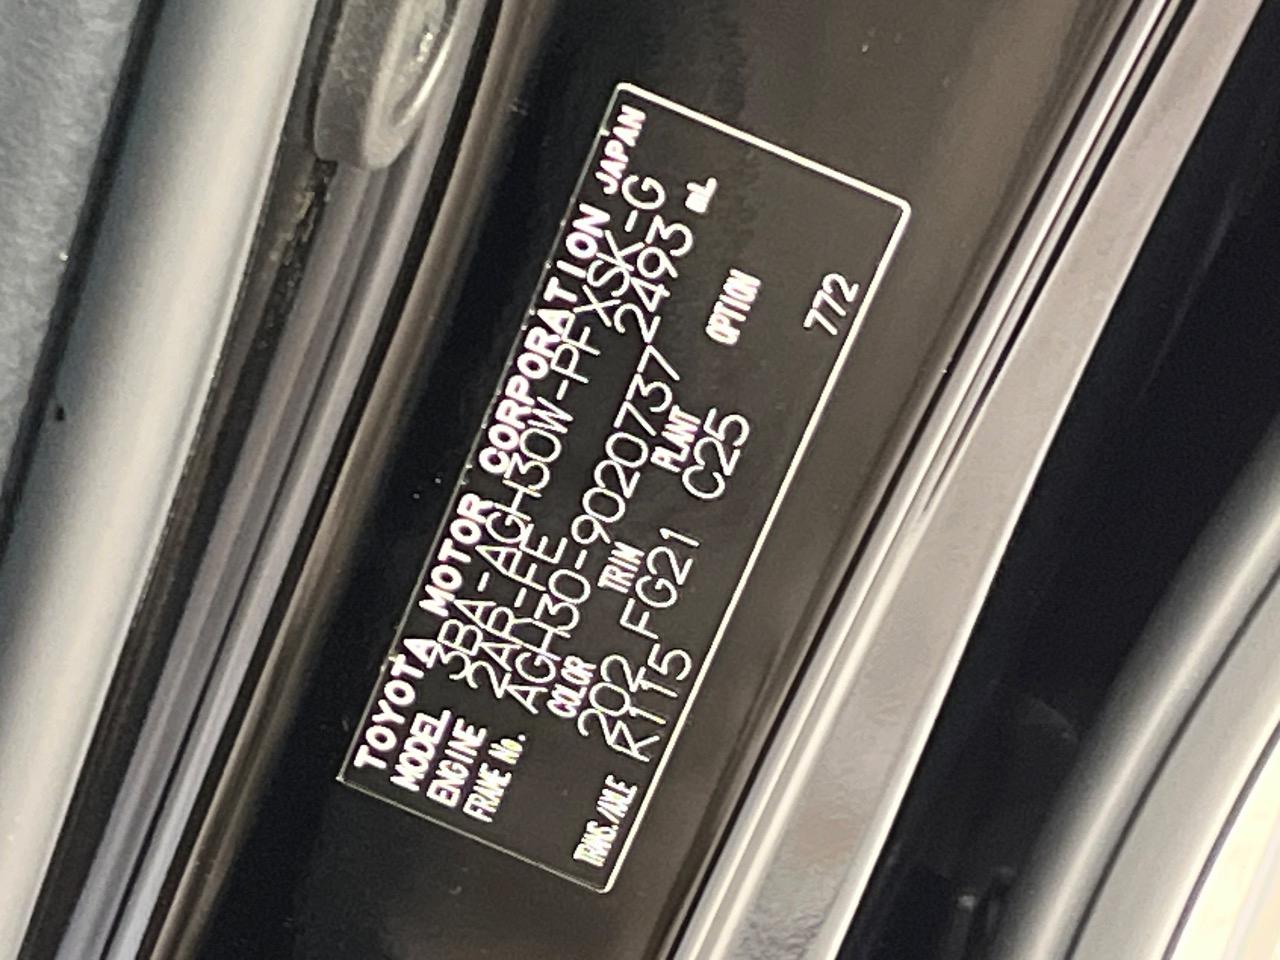 TOYOTA MOTOR CORPORATION JAPAN
MODEL 3BA-AGH30W-PFXSK-G
ENGINE 2AR-FE 2493 mL
FRAME No. AGH30-9020737
COLOR TRIM PLANT OPTION
202 FG21 C25
TRANS./AXLE R115 772